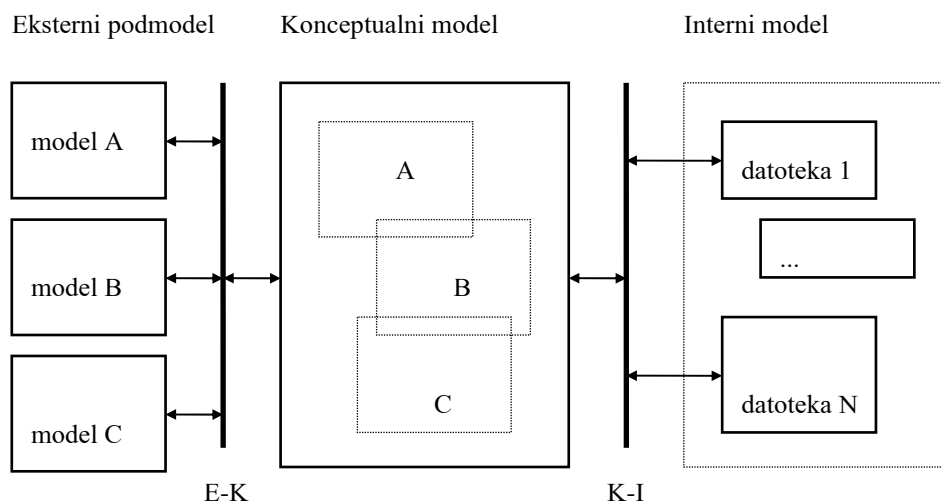 Eksterni podmodel
Konceptualni model
Interni model
model A
model B
model C
A
B
C
datoteka 1
...
datoteka N
E-K
K-I